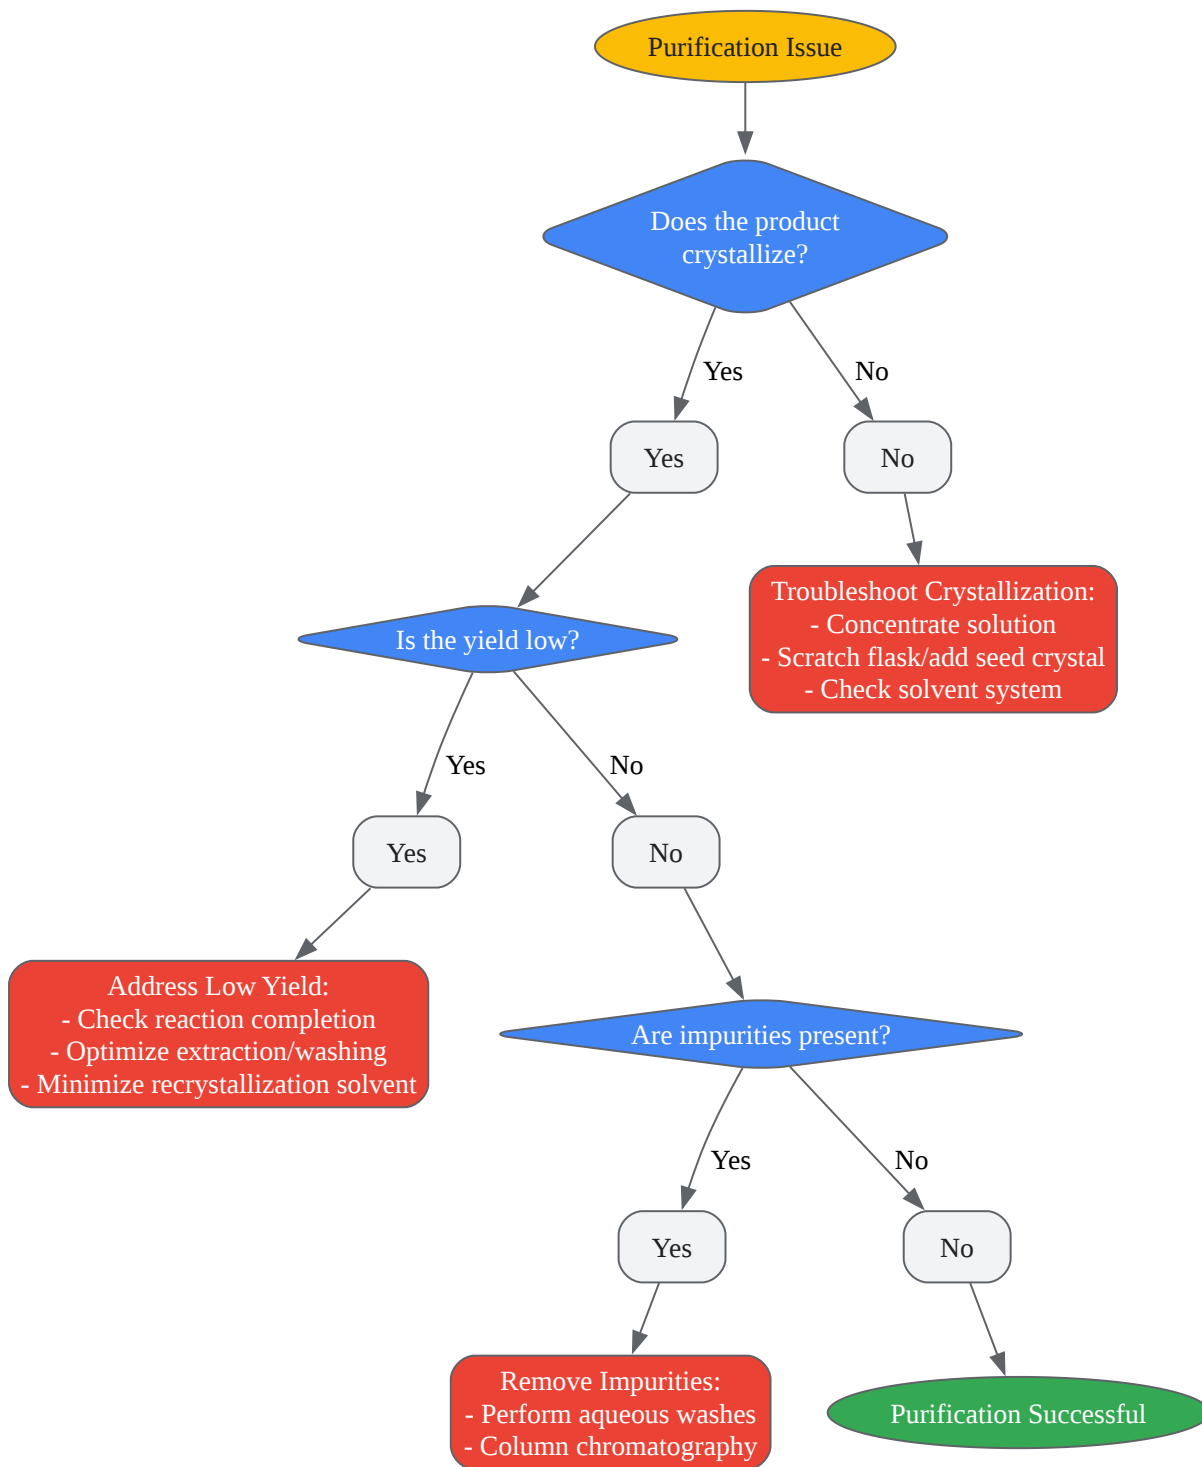 Purification Issue
Does the product
crystallize?
Yes
No
Yes
No
Troubleshoot Crystallization:
- Concentrate solution
- Scratch flask/add seed crystal
- Check solvent system
Is the yield low?
Yes
No
Yes
No
Address Low Yield:
- Check reaction completion
- Optimize extraction/washing
- Minimize recrystallization solvent
Are impurities present?
Yes
No
Yes
No
Remove Impurities:
- Perform aqueous washes
- Column chromatography
Purification Successful